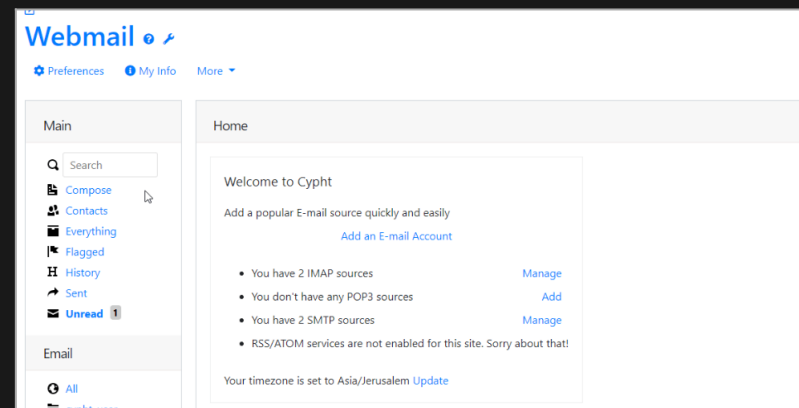 Webmail
Preferences My Info More
Main
Search
Compose
Contacts
Everything
Flagged
History
Sent
Unread 1
Email
All
Home
Welcome to Cypht
Add a popular E-mail source quickly and easily
Add an E-mail Account
You have 2 IMAP sources Manage
You don't have any POP3 sources Add
You have 2 SMTP sources Manage
RSS/ATOM services are not enabled for this site. Sorry about that!
Your timezone is set to Asia/Jerusalem Update